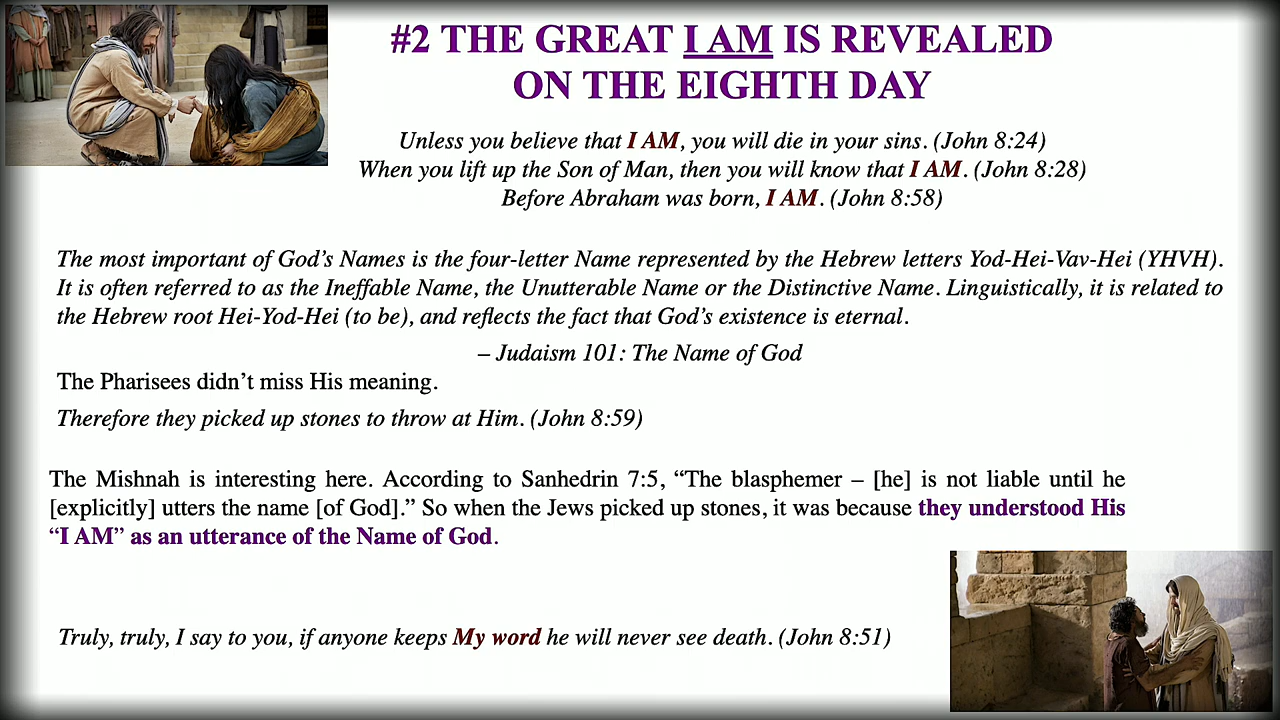 #2 THE GREAT I AM IS REVEALED
ON THE EIGHTH DAY
Unless you believe that I AM, you will die in your sins. (John 8:24)
When you lift up the Son of Man, then you will know that I AM. (John 8:28)
Before Abraham was born, I AM. (John 8:58)
The most important of God’s Names is the four-letter Name represented by the Hebrew letters Yod-Hei-Vav-Hei (YHVH).
It is often referred to as the Ineffable Name, the Unutterable Name or the Distinctive Name. Linguistically, it is related to
the Hebrew root Hei-Yod-Hei (to be), and reflects the fact that God’s existence is eternal.
– Judaism 101: The Name of God
The Pharisees didn’t miss His meaning.
Therefore they picked up stones to throw at Him. (John 8:59)
The Mishnah is interesting here. According to Sanhedrin 7:5, “The blasphemer – [he] is not liable until he
[explicitly] utters the name [of God].” So when the Jews picked up stones, it was because they understood His
“I AM” as an utterance of the Name of God.
Truly, truly, I say to you, if anyone keeps My word he will never see death. (John 8:51)